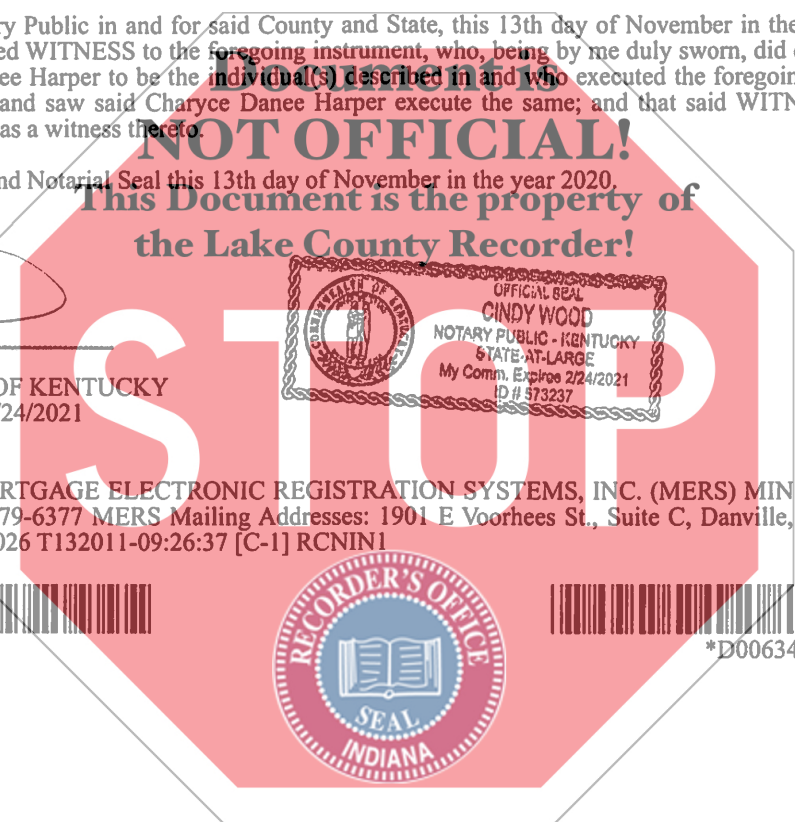 ry Public in and for said County and State, this 13th day of November in the
ed WITNESS to the foregoing instrument, who, being by me duly sworn, did
Document is
ee Harper to be the individual(s) described in and who executed the foregoin
and saw said Charyce Danee Harper execute the same; and that said WITN
as a witness thereto.
NOT OFFICIAL!
nd Notarial Seal this 13th day of November in the year 2020.
This Document is the property of
the Lake County Recorder!
OFFICIAL SEAL
CINDY WOOD
NOTARY PUBLIC - KENTUCKY
STATE-AT-LARGE
My Comm. Expires 2/24/2021
ID # 573237
COMMONWEALTH OF KENTUCKY
STOP
OF KENTUCKY
/24/2021
RTGAGE ELECTRONIC REGISTRATION SYSTEMS, INC. (MERS) MIN
79-6377 MERS Mailing Addresses: 1901 E Voorhees St., Suite C, Danville,
026 T132011-09:26:37 [C-1] RCNIN1
RECORDER'S OFFICE
SEAL
INDIANA
*D00634